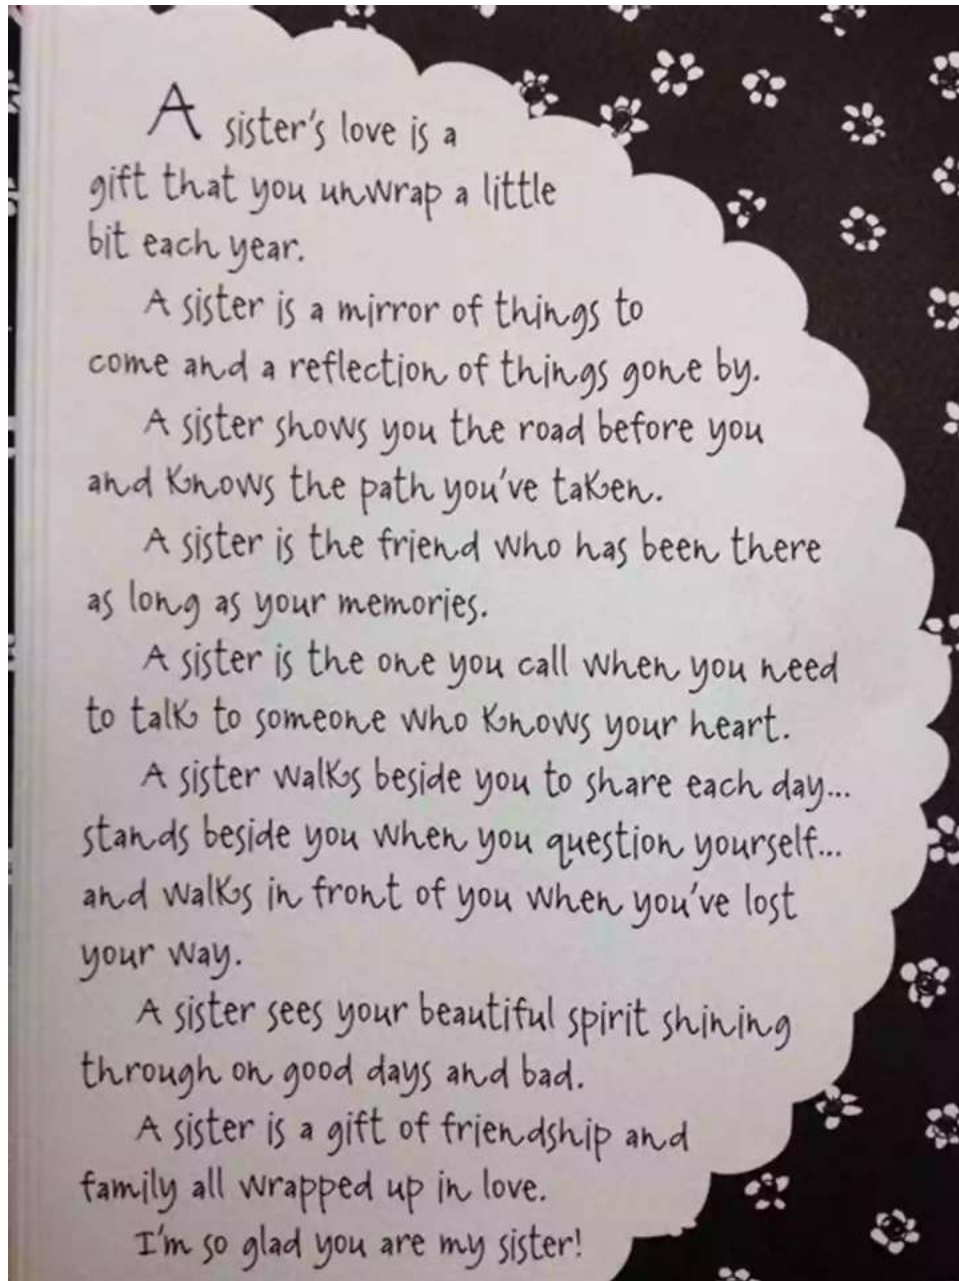 A sister's love is a
gift that you unwrap a little
bit each year.
A sister is a mirror of things to
come and a reflection of things gone by.
A sister shows you the road before you
and knows the path you've taken.
A sister is the friend who has been there
as long as your memories.
A sister is the one you call when you need
to talk to someone who knows your heart.
A sister walks beside you to share each day...
stands beside you when you question yourself...
and walks in front of you when you've lost
your way.
A sister sees your beautiful spirit shining
through on good days and bad.
A sister is a gift of friendship and
family all wrapped up in love.
I'm so glad you are my sister!